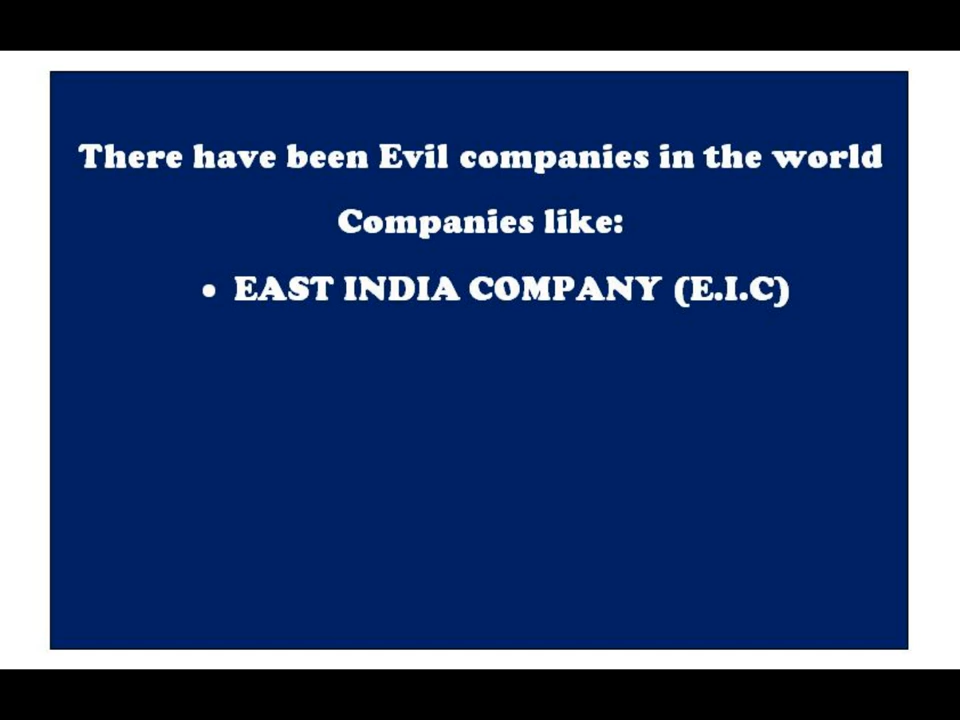 There have been Evil companies in the world
Companies like:
• EAST INDIA COMPANY (E.I.C)